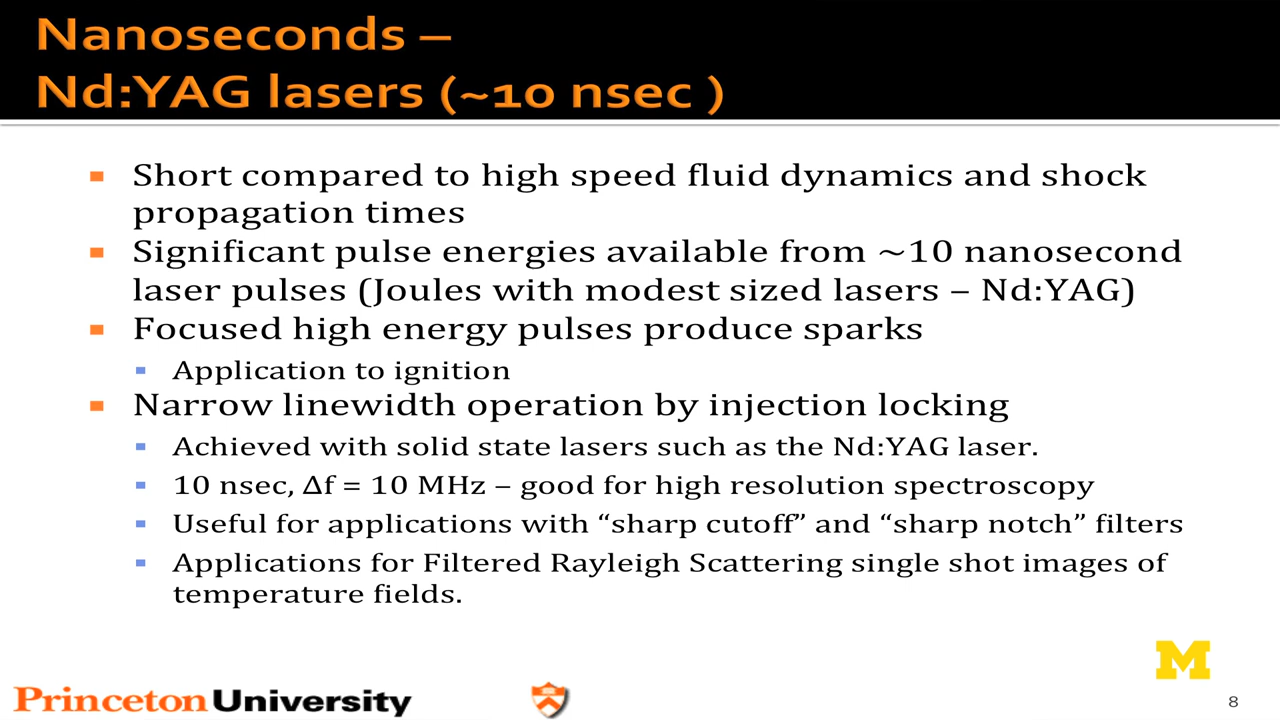 Nanoseconds –
Nd:YAG lasers (~10 nsec )
Short compared to high speed fluid dynamics and shock
propagation times
Significant pulse energies available from ~10 nanosecond
laser pulses (Joules with modest sized lasers – Nd:YAG)
Focused high energy pulses produce sparks
Application to ignition
Narrow linewidth operation by injection locking
Achieved with solid state lasers such as the Nd:YAG laser.
10 nsec, Δf = 10 MHz – good for high resolution spectroscopy
Useful for applications with “sharp cutoff” and “sharp notch” filters
Applications for Filtered Rayleigh Scattering single shot images of
temperature fields.
M
Princeton University
8